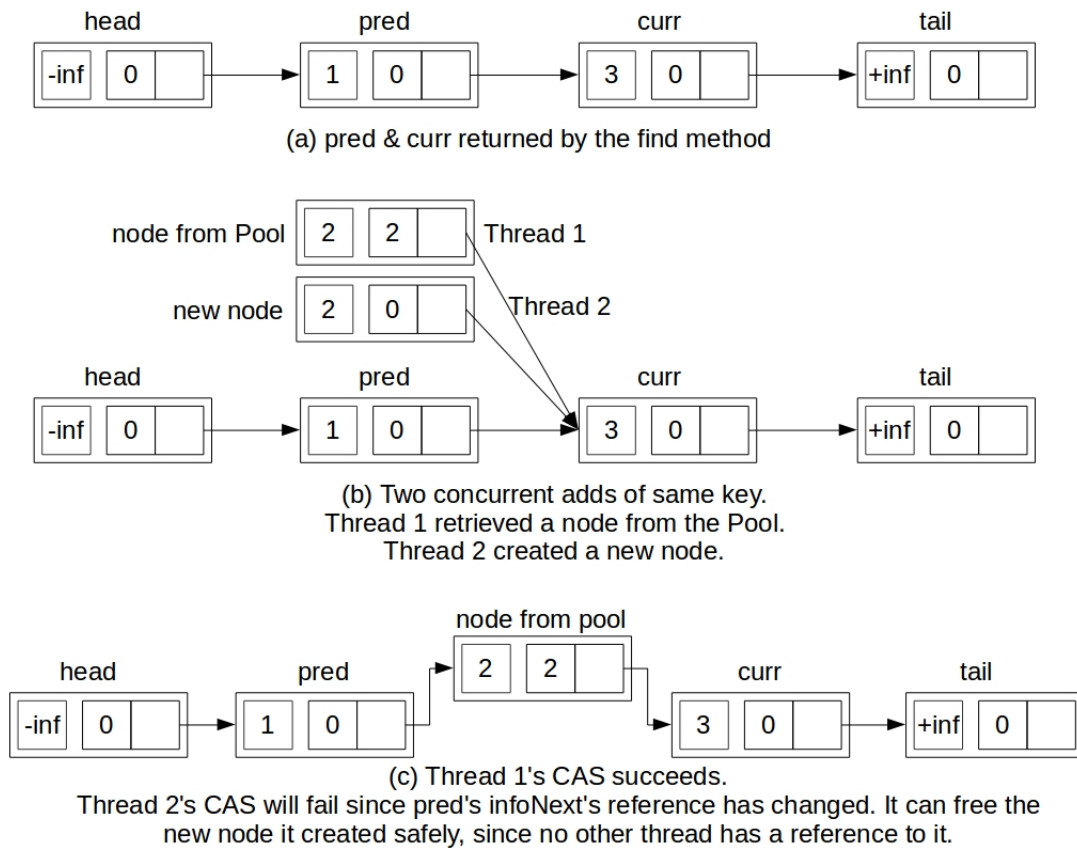 head pred curr tail
-inf 0 1 0 3 0 +inf 0
(a) pred & curr returned by the find method
node from Pool 2 2 Thread 1
Thread 2
new node 2 0
head pred curr tail
-inf 0 1 0 3 0 +inf 0
(b) Two concurrent adds of same key.
Thread 1 retrieved a node from the Pool.
Thread 2 created a new node.
node from pool
2 2
head pred curr tail
-inf 0 1 0 3 0 +inf 0
(c) Thread 1's CAS succeeds.
Thread 2's CAS will fail since pred's infoNext's reference has changed. It can free the
new node it created safely, since no other thread has a reference to it.